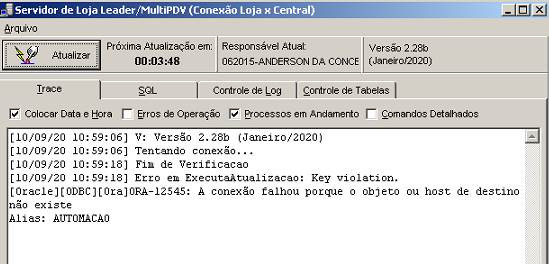 Servidor de Loja Leader/MultiPDV (Conexão Loja x Central)
Arquivo
Atualizar
Próxima Atualização em:
00:03:48
Responsável Atual:
062015-ANDERSON DA CONCE
Versão 2.28b
(Janeiro/2020)
Trace
SQL
Controle de Log
Controle de Tabelas
Colocar Data e Hora
Erros de Operação
Processos em Andamento
Comandos Detalhados
[10/09/20 10:59:06] V: Versão 2.28b (Janeiro/2020)
[10/09/20 10:59:06] Tentando conexão...
[10/09/20 10:59:18] Fim de Verificacao
[10/09/20 10:59:18] Erro em ExecutaAtualizacao: Key violation.
[Oracle][ODBC][Ora]ORA-12545: A conexão falhou porque o objeto ou host de destino
não existe
Alias: AUTOMACAO